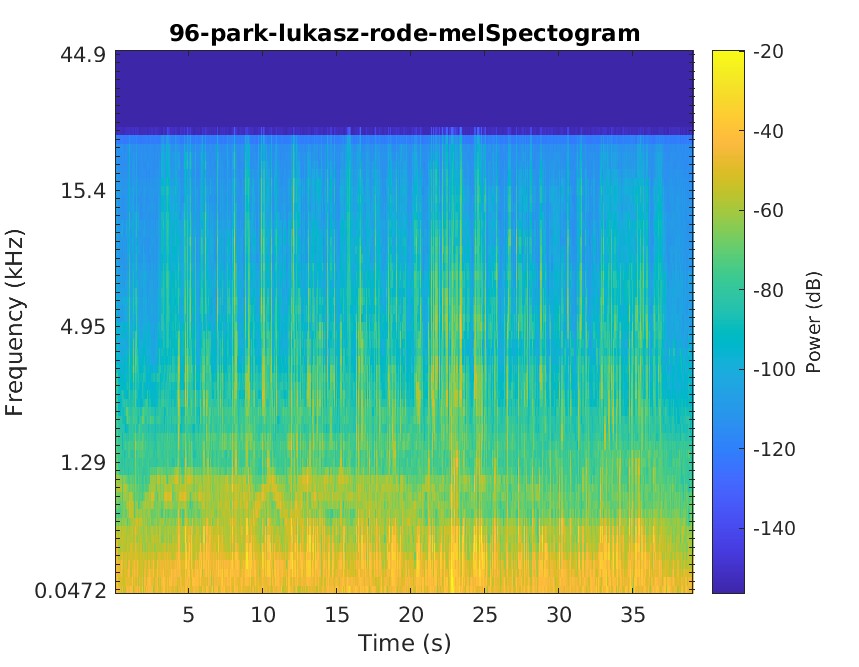 96-park-lukasz-rode-melSpectogram
44.9
15.4
4.95
1.29
0.0472
Frequency (kHz)
5 10 15 20 25 30 35
Time (s)
-20
-40
-60
-80
-100
-120
-140
Power (dB)